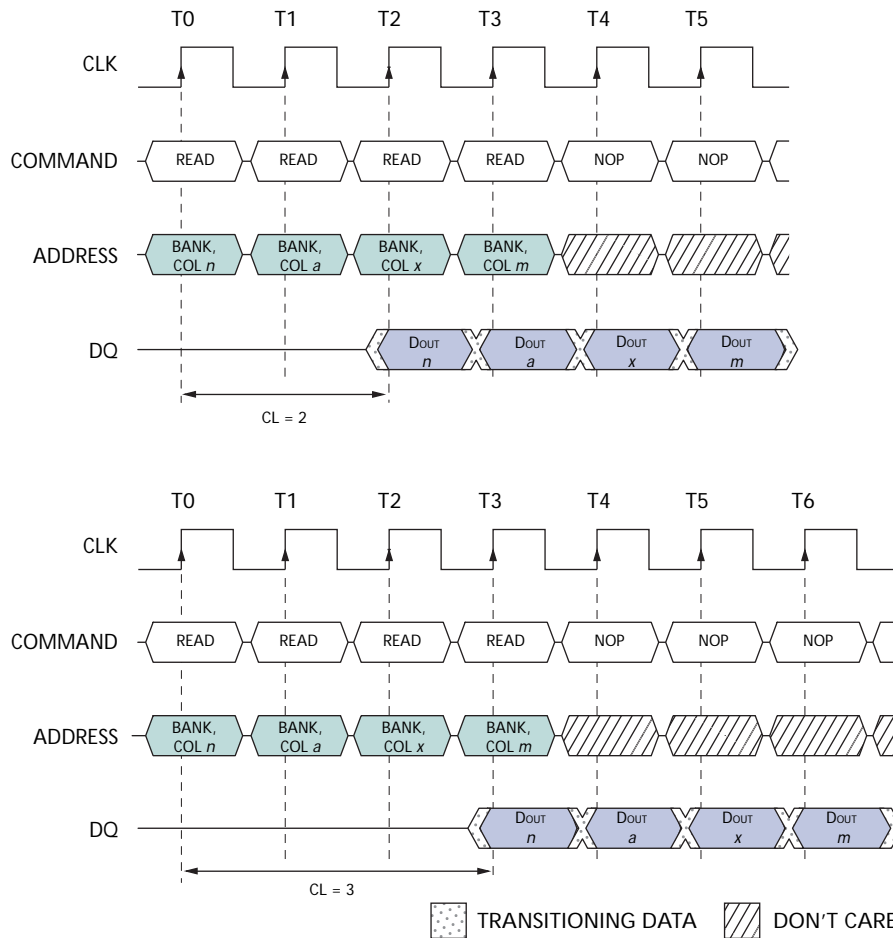 T0 T1 T2 T3 T4 T5
CLK
COMMAND READ READ READ READ NOP NOP
ADDRESS BANK, COL n BANK, COL a BANK, COL x BANK, COL m
DQ DOUT n DOUT a DOUT x DOUT m
CL = 2
T0 T1 T2 T3 T4 T5 T6
CLK
COMMAND READ READ READ READ NOP NOP NOP
ADDRESS BANK, COL n BANK, COL a BANK, COL x BANK, COL m
DQ DOUT n DOUT a DOUT x DOUT m
CL = 3
TRANSITIONING DATA DON'T CARE